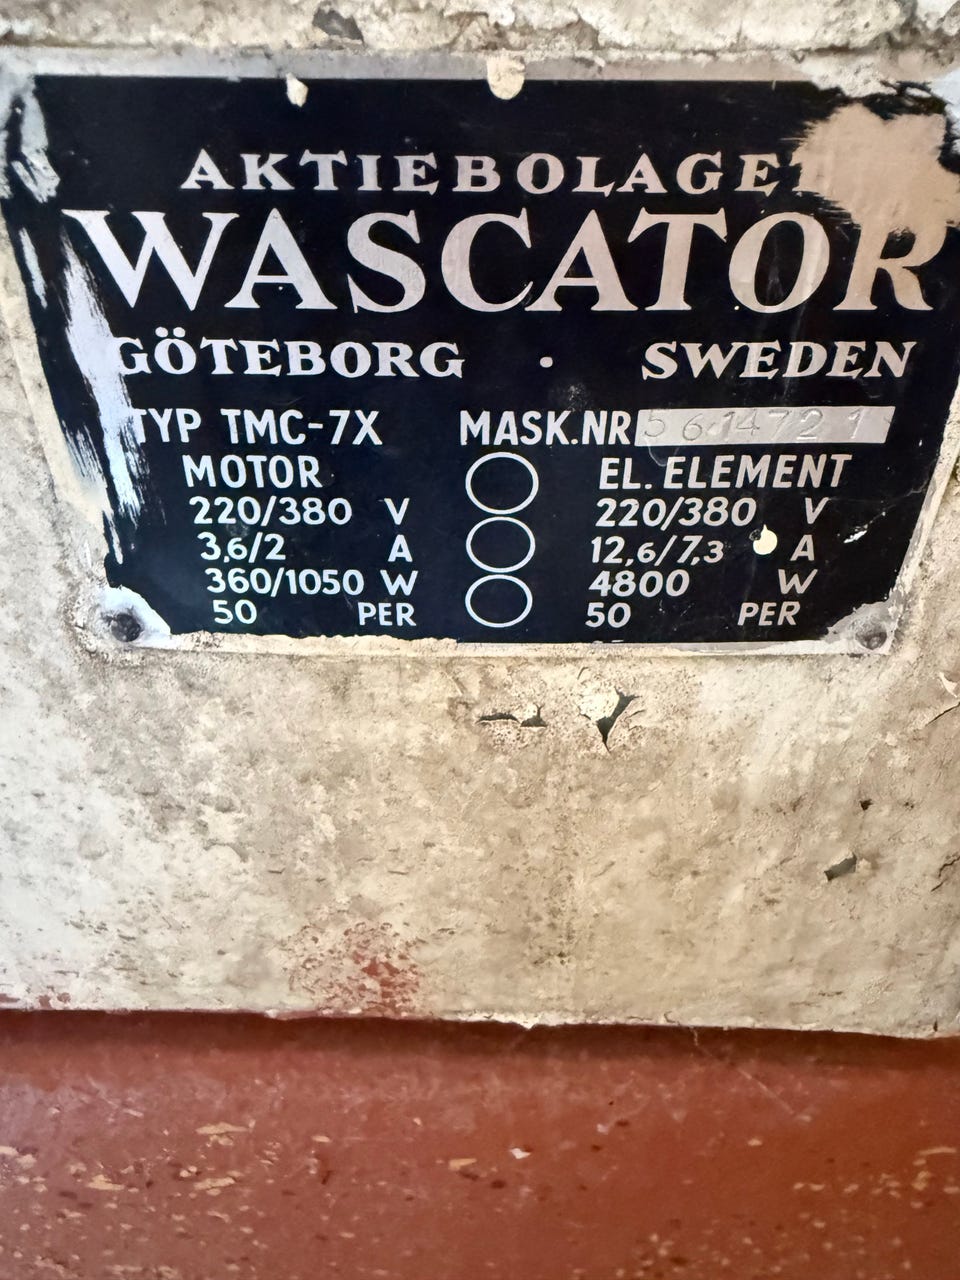 AKTIEBOLAGET
WASCATOR
GÖTEBORG · SWEDEN
TYP TMC-7X MASK.NR 5614721
MOTOR EL. ELEMENT
220/380 V 220/380 V
3,6/2 A 12,6/7,3 A
360/1050 W 4800 W
50 PER 50 PER